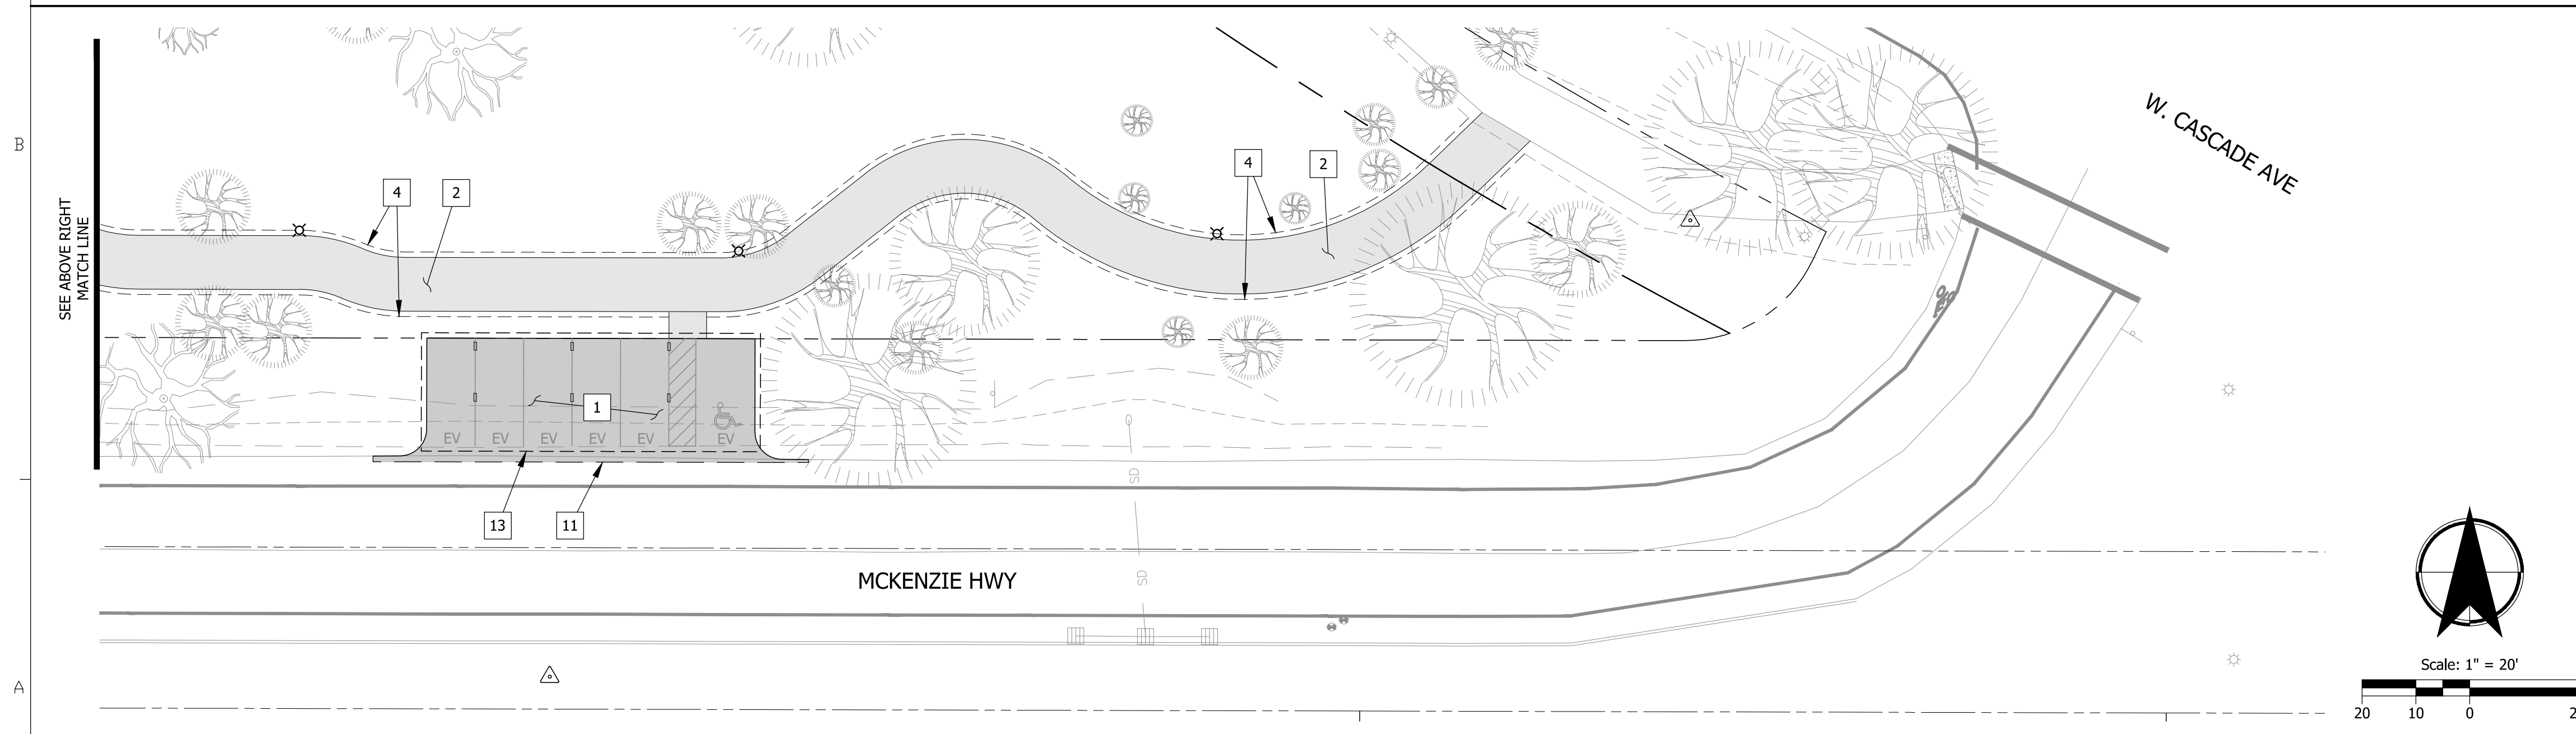 B
A
SEE ABOVE RIGHT
MATCH LINE
4
2
4
2
W. CASCADE AVE
1
EV
EV
EV
EV
EV
EV
13
11
SD
SD
MCKENZIE HWY
Scale: 1" = 20'
20
10
0